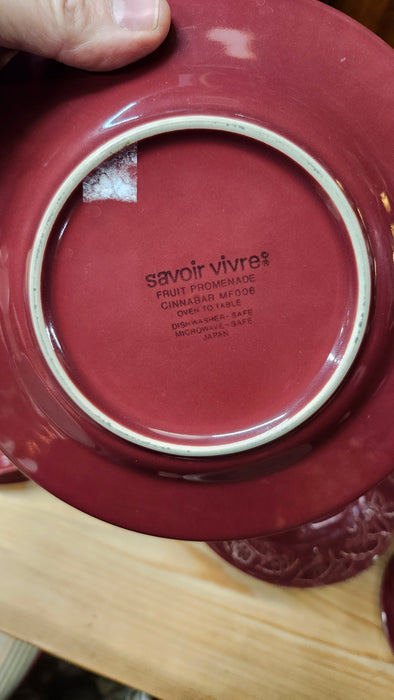 savoir vivre®
FRUIT PROMENADE
CINNABAR MF006
OVEN TO TABLE
DISHWASHER-SAFE
MICROWAVE-SAFE
JAPAN